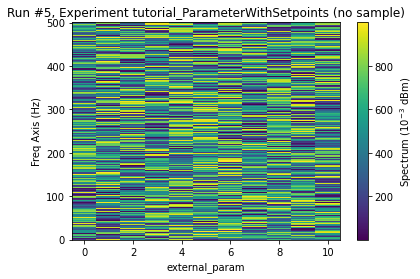 Run #5, Experiment tutorial_ParameterWithSetpoints (no sample)
500
400
300
200
100
0
Freq Axis (Hz)
0 2 4 6 8 10
external_param
800
600
400
200
Spectrum (10⁻³ dBm)